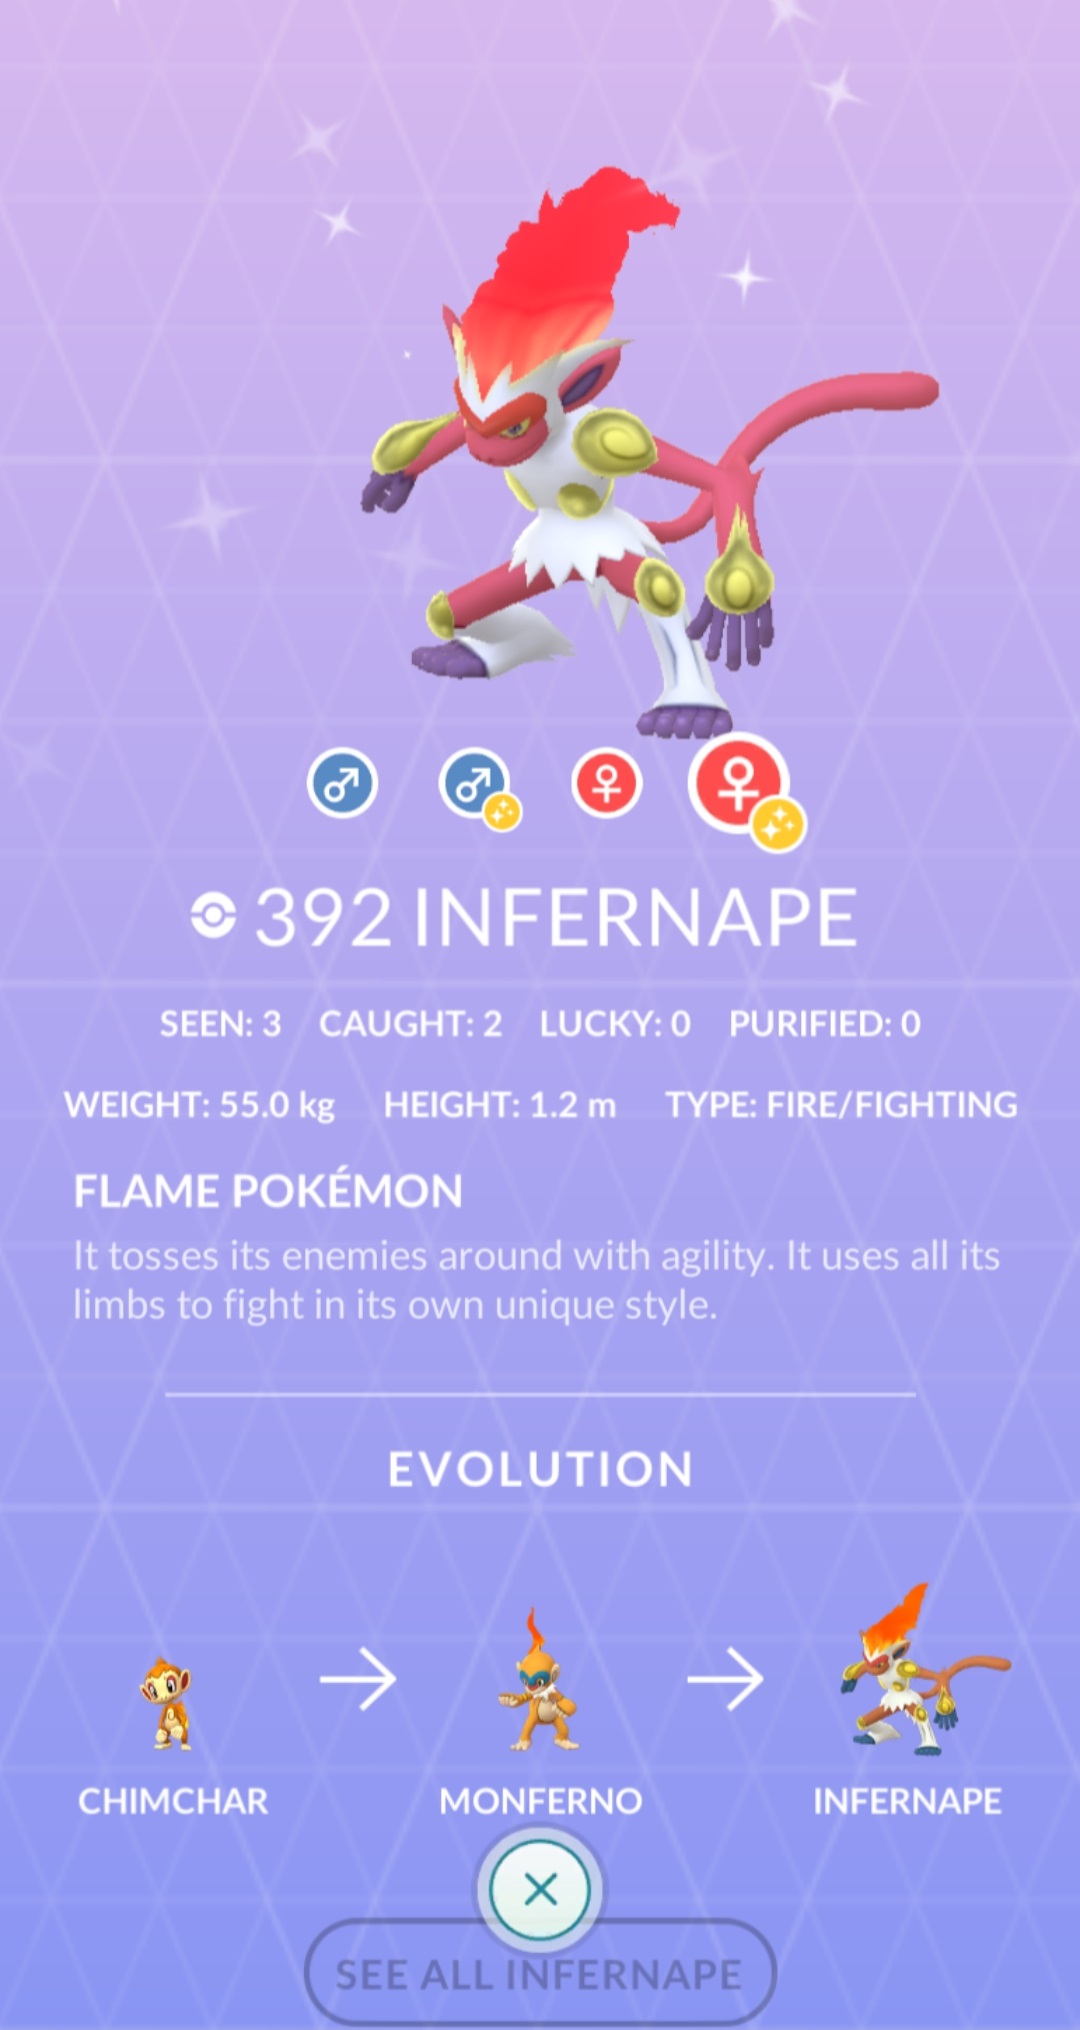 392 INFERNAPE
SEEN: 3 CAUGHT: 2 LUCKY: 0 PURIFIED: 0
WEIGHT: 55.0 kg HEIGHT: 1.2 m TYPE: FIRE/FIGHTING
FLAME POKÉMON
It tosses its enemies around with agility. It uses all its
limbs to fight in its own unique style.
EVOLUTION
CHIMCHAR MONFERNO INFERNAPE
SEE ALL INFERNAPE